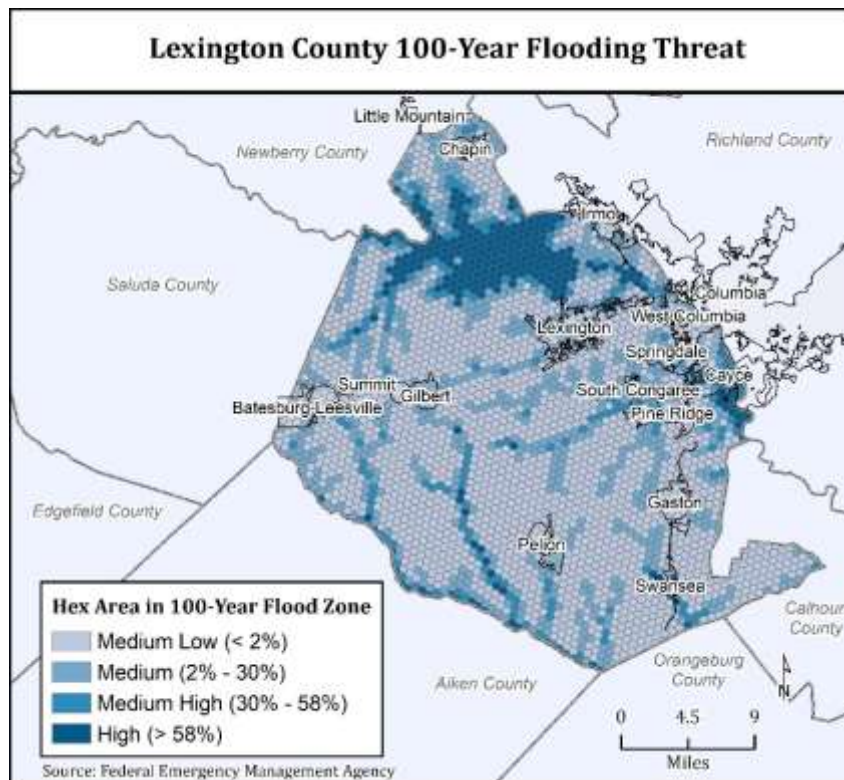 Lexington County 100-Year Flooding Threat
Little Mountain
Chapin
Newberry County
Richland County
Irmo
Saluda County
Columbia
West Columbia
Lexington
Springdale
Summit
Cayce
Gilbert
South Congaree
Batesburg-Leesville
Pine Ridge
Edgefield County
Gaston
Pelion
Swansea
Hex Area in 100-Year Flood Zone
Medium Low (< 2%)
Medium (2% - 30%)
Medium High (30% - 58%)
High (> 58%)
Calhoun
County
Orangeburg
County
Aiken County
N
0 4.5 9
Miles
Source: Federal Emergency Management Agency